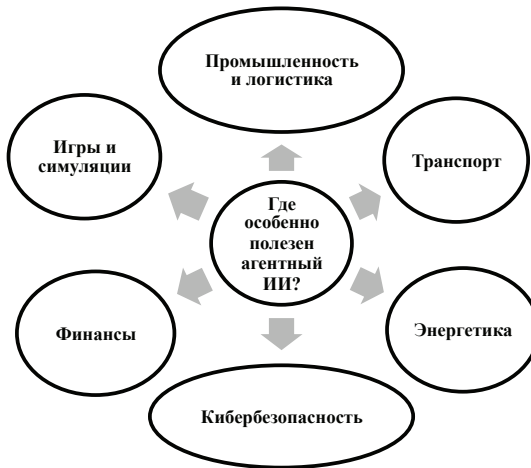 Промышленность
и логистика
Игры и
симуляции
Транспорт
Где
особенно
полезен
агентный
ИИ?
Финансы
Энергетика
Кибербезопасность